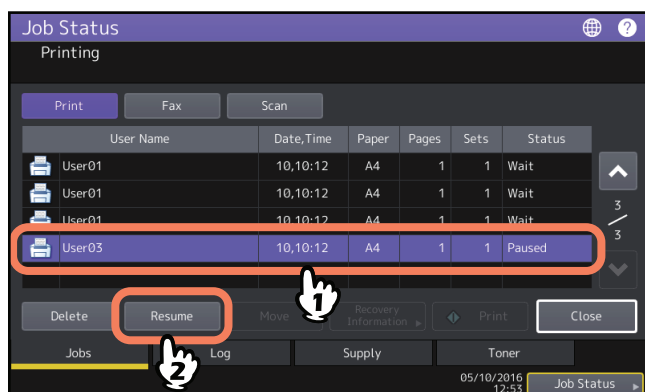 Job Status
?
Printing
Print Fax Scan
User Name Date,Time Paper Pages Sets Status
User01 10,10:12 A4 1 1 Wait
User01 10,10:12 A4 1 1 Wait
User01 10,10:12 A4 1 1 Wait
User03 10,10:12 A4 1 1 Paused
3
3
1
Delete Resume Move Recovery Information Print Close
2
Jobs Log Supply Toner
05/10/2016
12:53
Job Status